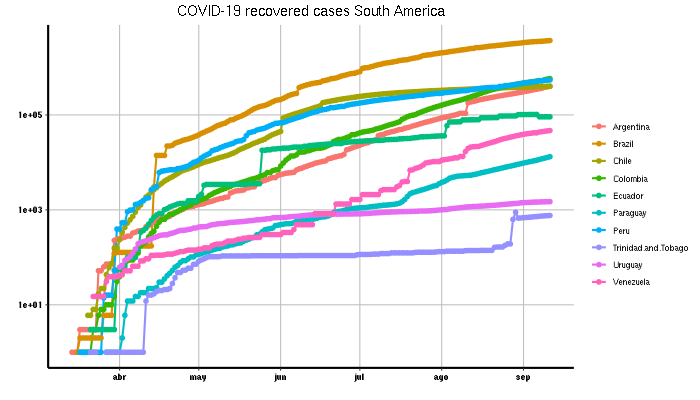 COVID-19 recovered cases South America
1e+05
1e+03
1e+01
abr may jun jul ago sep
Argentina
Brazil
Chile
Colombia
Ecuador
Paraguay
Peru
Trinidad.and.Tobago
Uruguay
Venezuela